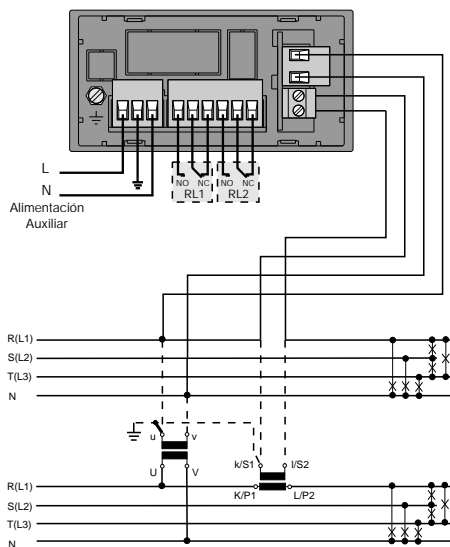 L
N
Alimentación
Auxiliar
NO NC NO NC
RL1 RL2
R(L1)
S(L2)
T(L3)
N
u v
k/S1 l/S2
U V
K/P1 L/P2
R(L1)
S(L2)
T(L3)
N